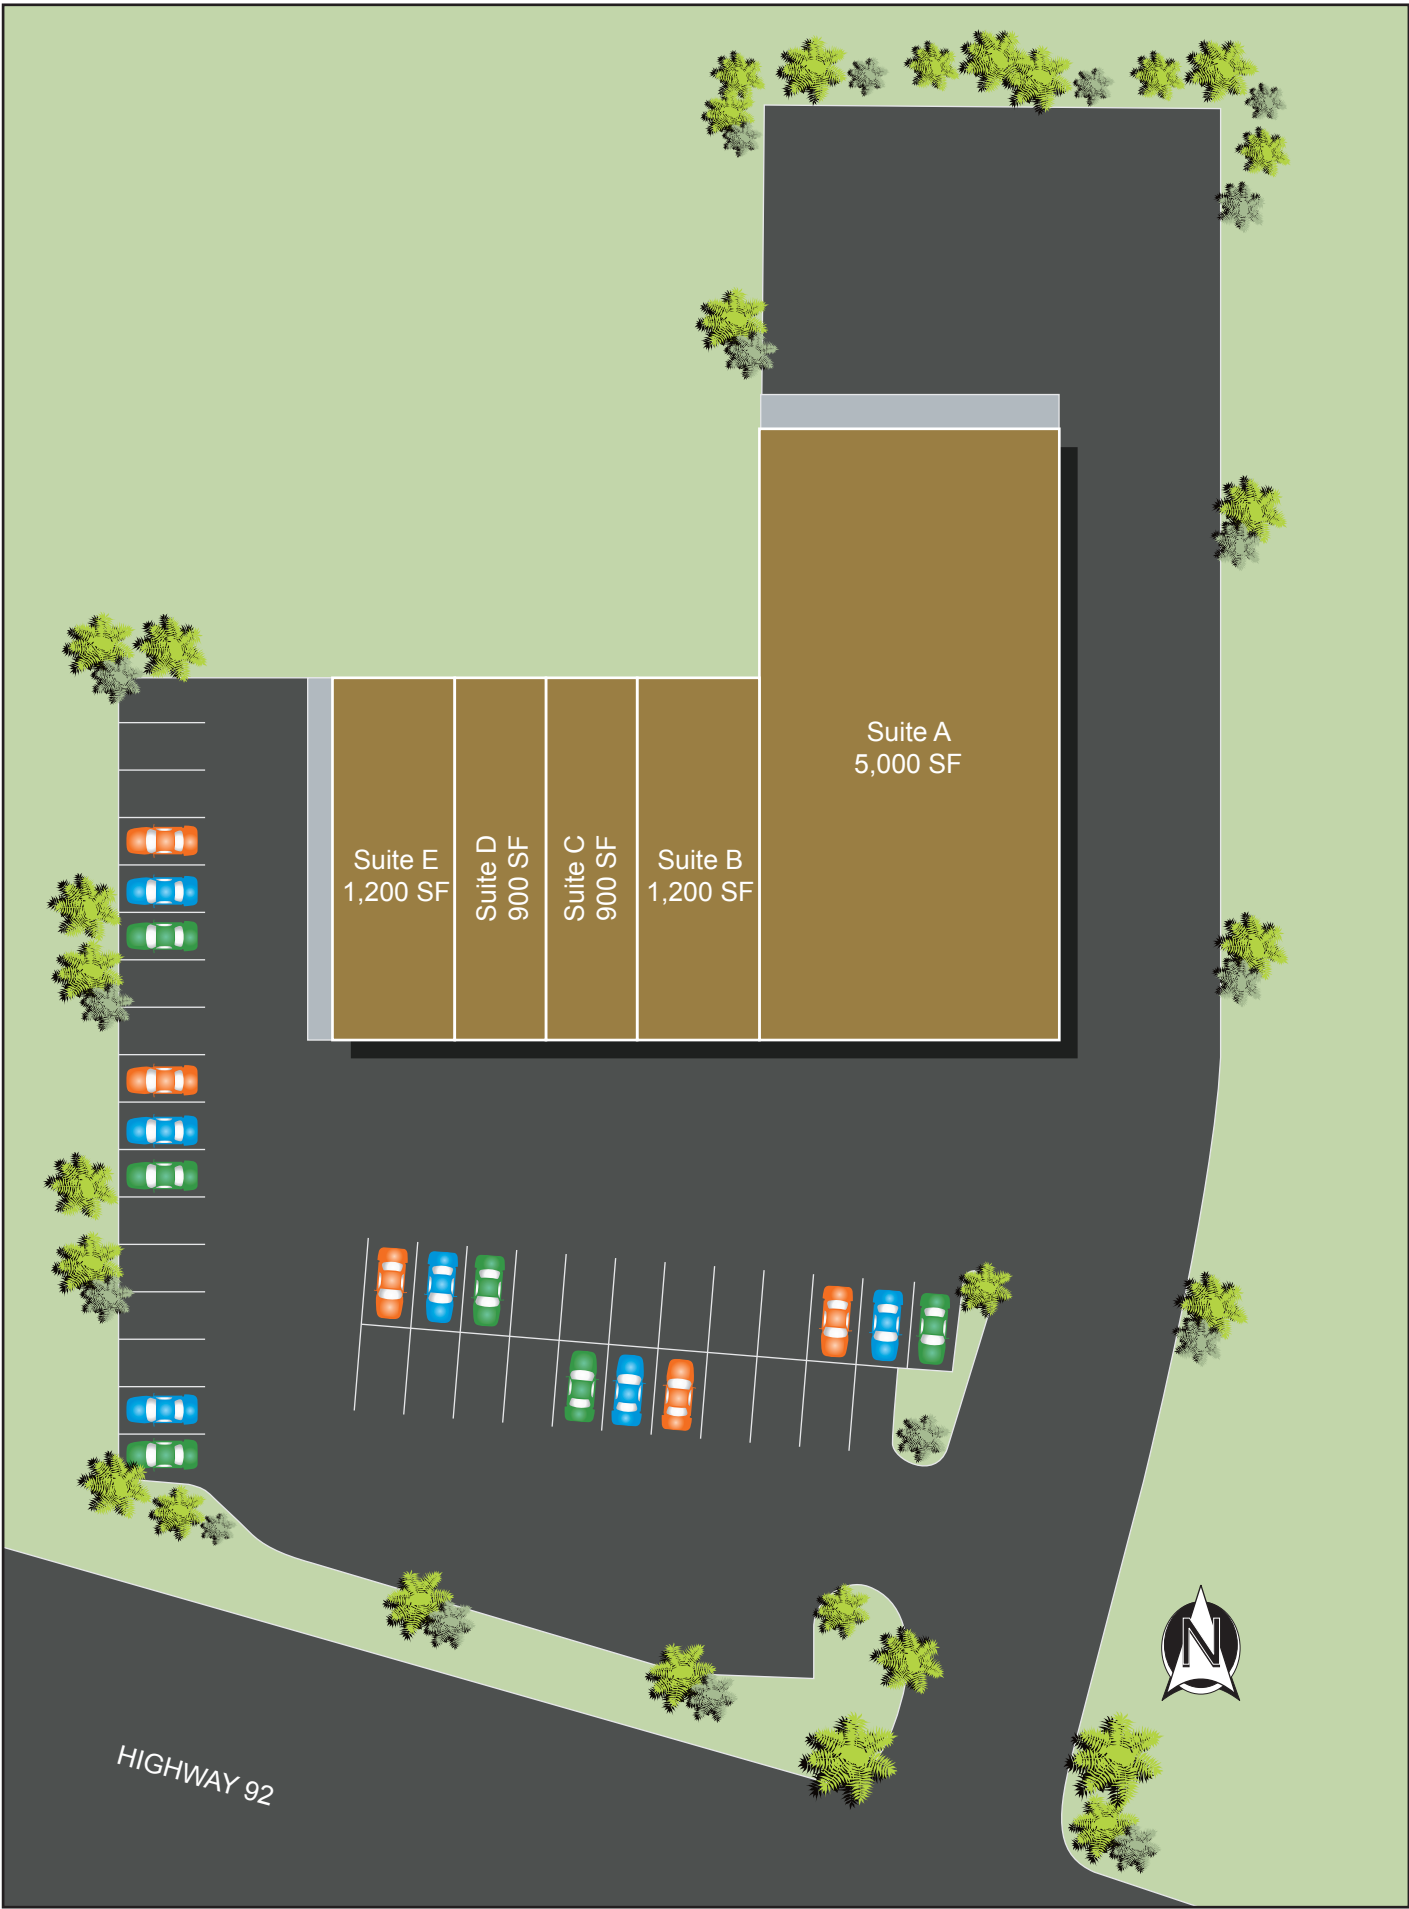 Suite A
5,000 SF
Suite E
1,200 SF
Suite D
900 SF
Suite C
900 SF
Suite B
1,200 SF
N
HIGHWAY 92